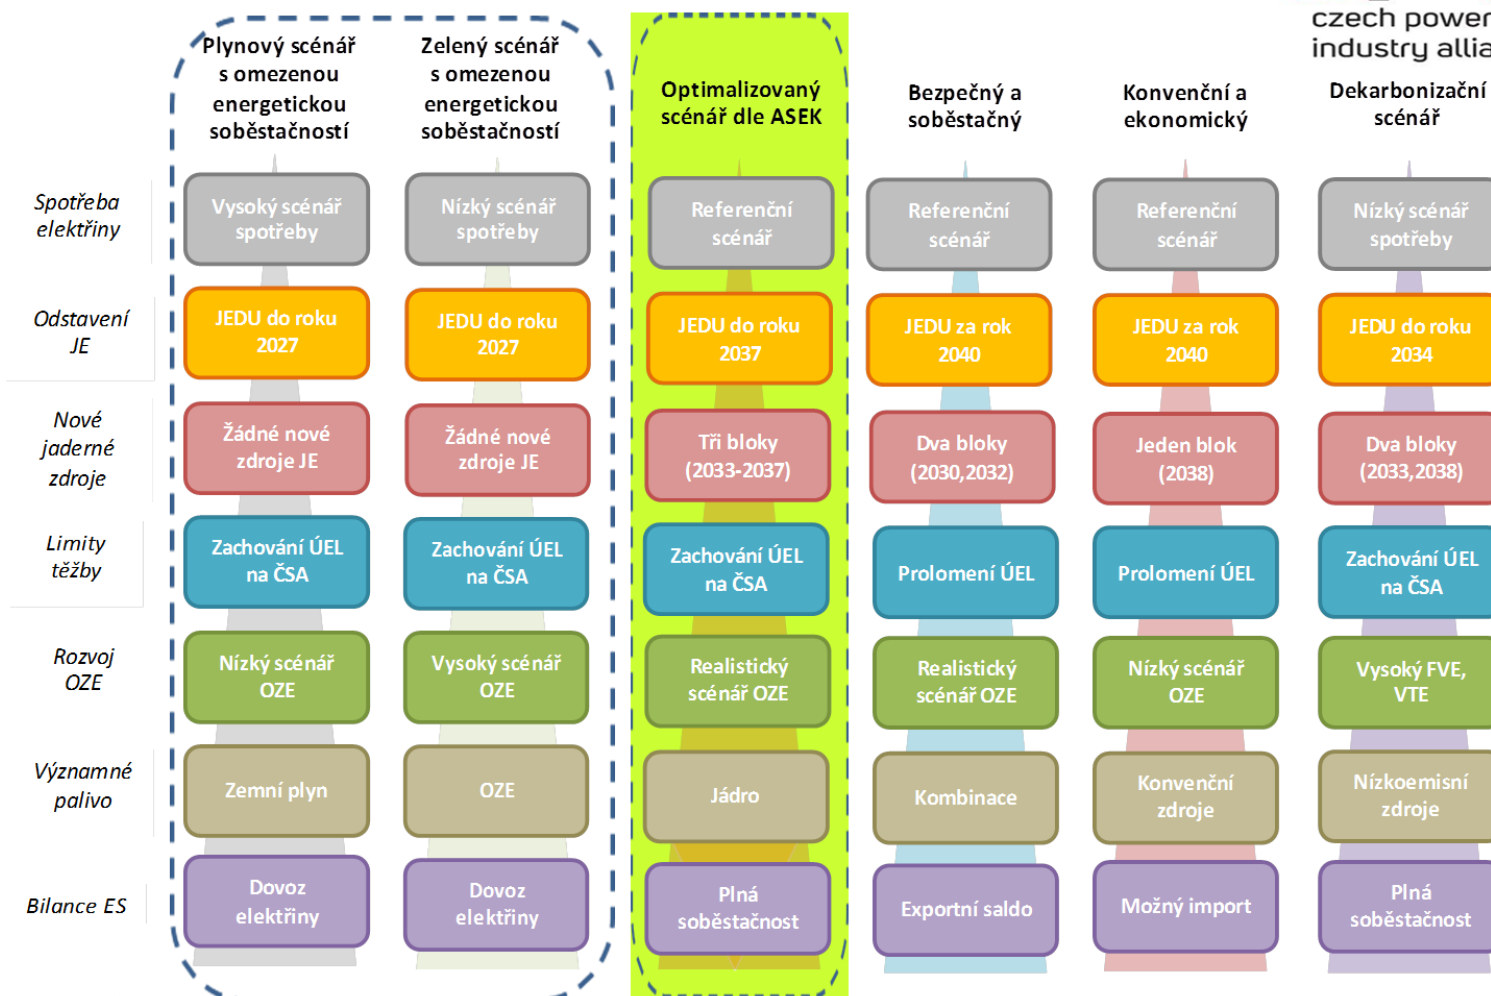 czech power
industry allia
Plynový scénář
s omezenou
energetickou
soběstačností
Zelený scénář
s omezenou
energetickou
soběstačností
Optimalizovaný
scénář dle ASEK
Bezpečný a
soběstačný
Konvenční a
ekonomický
Dekarbonizační
scénář
Spotřeba
elektřiny
Vysoký scénář
spotřeby
Nízký scénář
spotřeby
Referenční
scénář
Referenční
scénář
Referenční
scénář
Nízký scénář
spotřeby
Odstavení
JE
JEDU do roku
2027
JEDU do roku
2027
JEDU do roku
2037
JEDU za rok
2040
JEDU za rok
2040
JEDU do roku
2034
Nové
jaderné
zdroje
Žádné nové
zdroje JE
Žádné nové
zdroje JE
Tři bloky
(2033-2037)
Dva bloky
(2030,2032)
Jeden blok
(2038)
Dva bloky
(2033,2038)
Limity
těžby
Zachování ÚEL
na ČSA
Zachování ÚEL
na ČSA
Zachování ÚEL
na ČSA
Prolomení ÚEL
Prolomení ÚEL
Zachování ÚEL
na ČSA
Rozvoj
OZE
Nízký scénář
OZE
Vysoký scénář
OZE
Realistický
scénář OZE
Realistický
scénář OZE
Nízký scénář
OZE
Vysoký FVE,
VTE
Významné
palivo
Zemní plyn
OZE
Jádro
Kombinace
Konvenční
zdroje
Nízkoemisní
zdroje
Bilance ES
Dovoz
elektřiny
Dovoz
elektřiny
Plná
soběstačnost
Exportní saldo
Možný import
Plná
soběstačnost